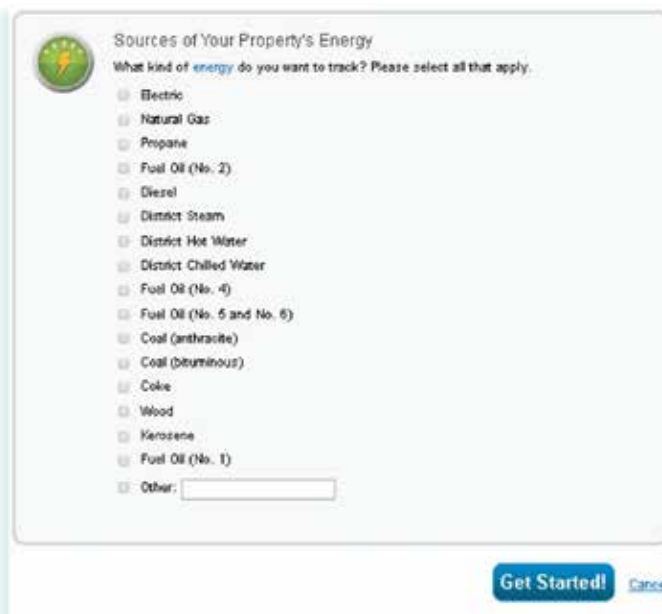 Sources of Your Property's Energy
What kind of energy do you want to track? Please select all that apply.
Electric
Natural Gas
Propane
Fuel Oil (No. 2)
Diesel
District Steam
District Hot Water
District Chilled Water
Fuel Oil (No. 4)
Fuel Oil (No. 5 and No. 6)
Coal (anthracite)
Coal (bituminous)
Coke
Wood
Kerosene
Fuel Oil (No. 1)
Other:
Get Started! Cance